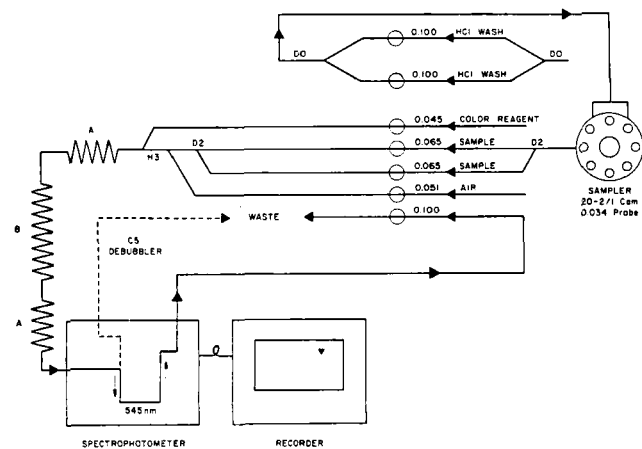 0.100 HCl WASH
DO DO
0.100 HCl WASH
A 0.045 COLOR REAGENT
H3 D2 0.065 SAMPLE D2
0.065 SAMPLE
0.051 AIR
SAMPLER
20-2/1 Cam
0.034 Probe
WASTE 0.100
B
C5
DEBUBBLER
A
545nm
SPECTROPHOTOMETER RECORDER